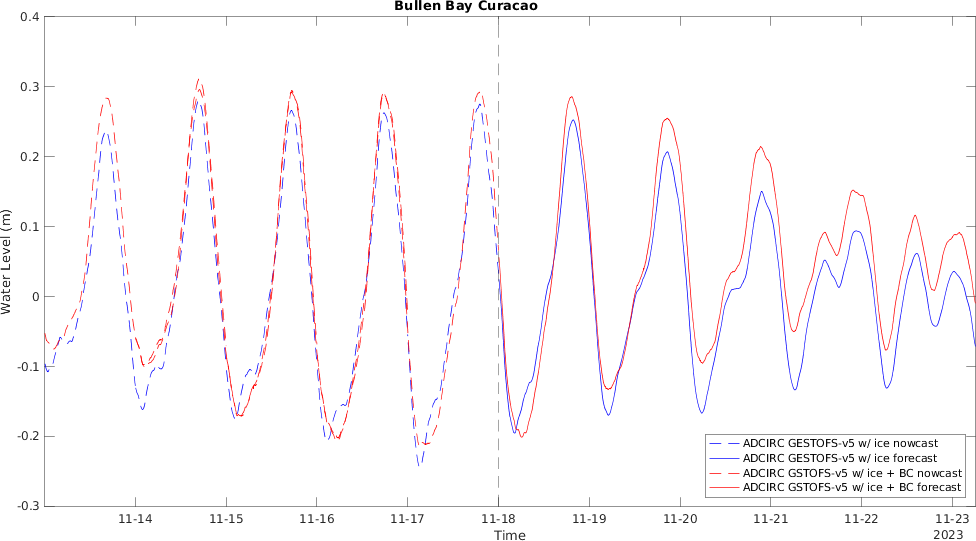 Bullen Bay Curacao
0.4
0.3
0.2
0.1
0
-0.1
-0.2
-0.3
Water Level (m)
11-14 11-15 11-16 11-17 11-18 11-19 11-20 11-21 11-22 11-23
2023
Time
ADCIRC GESTOFS-v5 w/ ice nowcast
ADCIRC GESTOFS-v5 w/ ice forecast
ADCIRC GSTOFS-v5 w/ ice + BC nowcast
ADCIRC GSTOFS-v5 w/ ice + BC forecast